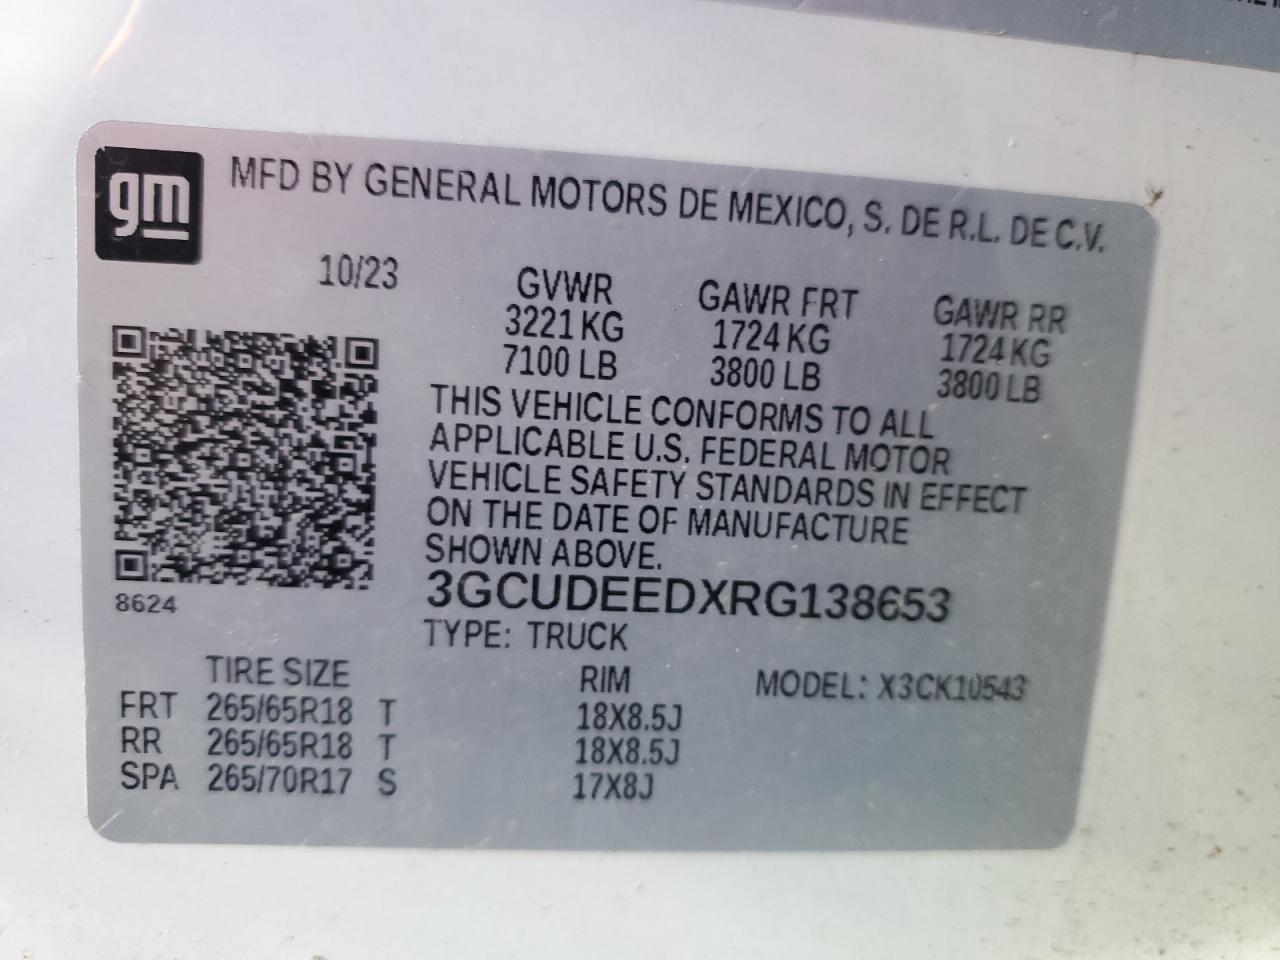 gm
MFD BY GENERAL MOTORS DE MEXICO, S. DE R.L. DE C.V.
10/23
GVWR GAWR FRT GAWR RR
3221 KG 1724 KG 1724 KG
7100 LB 3800 LB 3800 LB
THIS VEHICLE CONFORMS TO ALL
APPLICABLE U.S. FEDERAL MOTOR
VEHICLE SAFETY STANDARDS IN EFFECT
ON THE DATE OF MANUFACTURE
SHOWN ABOVE.
3GCUDEEDXRG138653
8624
TYPE: TRUCK
TIRE SIZE RIM MODEL: X3CK10543
FRT 265/65R18 T 18X8.5J
RR 265/65R18 T 18X8.5J
SPA 265/70R17 S 17X8J